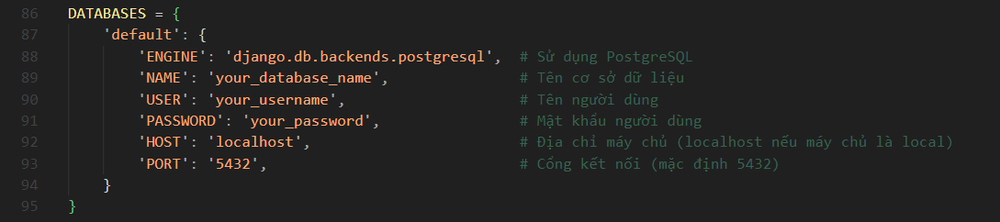 86 DATABASES = {
87     'default': {
88         'ENGINE': 'django.db.backends.postgresql',  # Sử dụng PostgreSQL
89         'NAME': 'your_database_name',               # Tên cơ sở dữ liệu
90         'USER': 'your_username',                    # Tên người dùng
91         'PASSWORD': 'your_password',                # Mật khẩu người dùng
92         'HOST': 'localhost',                        # Địa chỉ máy chủ (localhost nếu máy chủ là local)
93         'PORT': '5432',                             # Cổng kết nối (mặc định 5432)
94     }
95 }